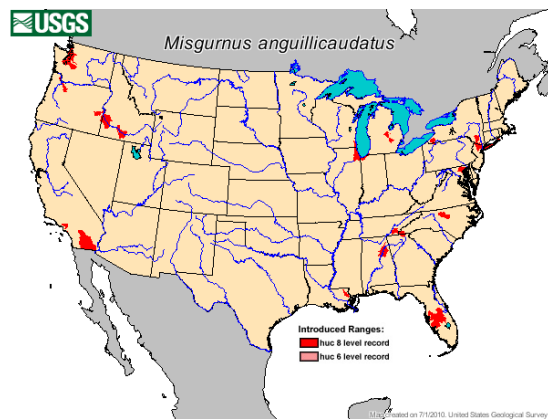 USGS
Misgurnus anguillicaudatus
Introduced Ranges:
huc 8 level record
huc 6 level record
Map created on 7/1/2010. United States Geological Survey